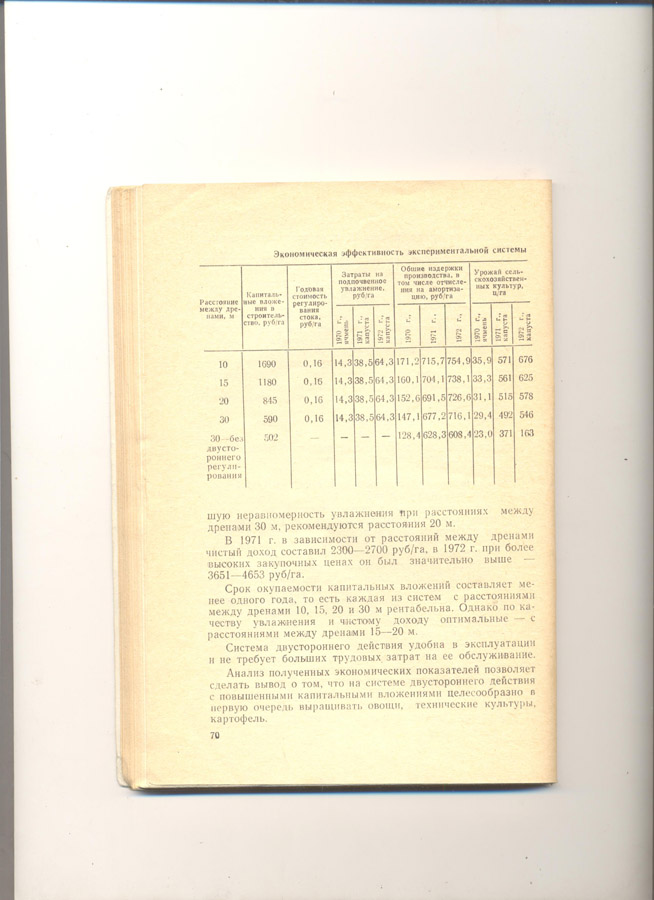 Экономическая эффективность экспериментальной системы
Расстояние между дренами, м
Капитальные вложения в строительство, руб/га
Годовая стоимость регулирования стока, руб/га
Затраты на подпочвенное увлажнение, руб/га
Общие издержки производства, в том числе отчисления на амортизацию, руб/га
Урожай сельскохозяйственных культур, ц/га
1970 г., ячмень
1971 г., капуста
1972 г., капуста
1970 г.,
1971 г.,
1972 г.,
1970 г., ячмень
1971 г., капуста
1972 г., капуста
10 1690 0,16 14,3 38,5 64,3 171,2 715,7 754,9 35,9 571 676
15 1180 0,16 14,3 38,5 64,3 160,1 704,1 738,1 33,3 561 625
20 845 0,16 14,3 38,5 64,3 152,6 691,5 726,6 31,1 515 578
30 590 0,16 14,3 38,5 64,3 147,1 677,2 716,1 29,4 492 546
30—без 502 — — — — 128,4 628,3 608,4 23,0 371 163
двусто-
роннего
регули-
рования
шую неравномерность увлажнения при расстояниях между
дренами 30 м, рекомендуются расстояния 20 м.
В 1971 г. в зависимости от расстояний между дренами
чистый доход составил 2300—2700 руб/га, в 1972 г. при более
высоких закупочных ценах он был значительно выше —
3651—4653 руб/га.
Срок окупаемости капитальных вложений составляет ме-
нее одного года, то есть каждая из систем с расстояниями
между дренами 10, 15, 20 и 30 м рентабельна. Однако по ка-
честву увлажнения и чистому доходу оптимальные — с
расстояниями между дренами 15—20 м.
Система двустороннего действия удобна в эксплуатации
и не требует больших трудовых затрат на ее обслуживание.
Анализ полученных экономических показателей позволяет
сделать вывод о том, что на системе двустороннего действия
с повышенными капитальными вложениями целесообразно в
первую очередь выращивать овощи, технические культуры,
картофель.
70